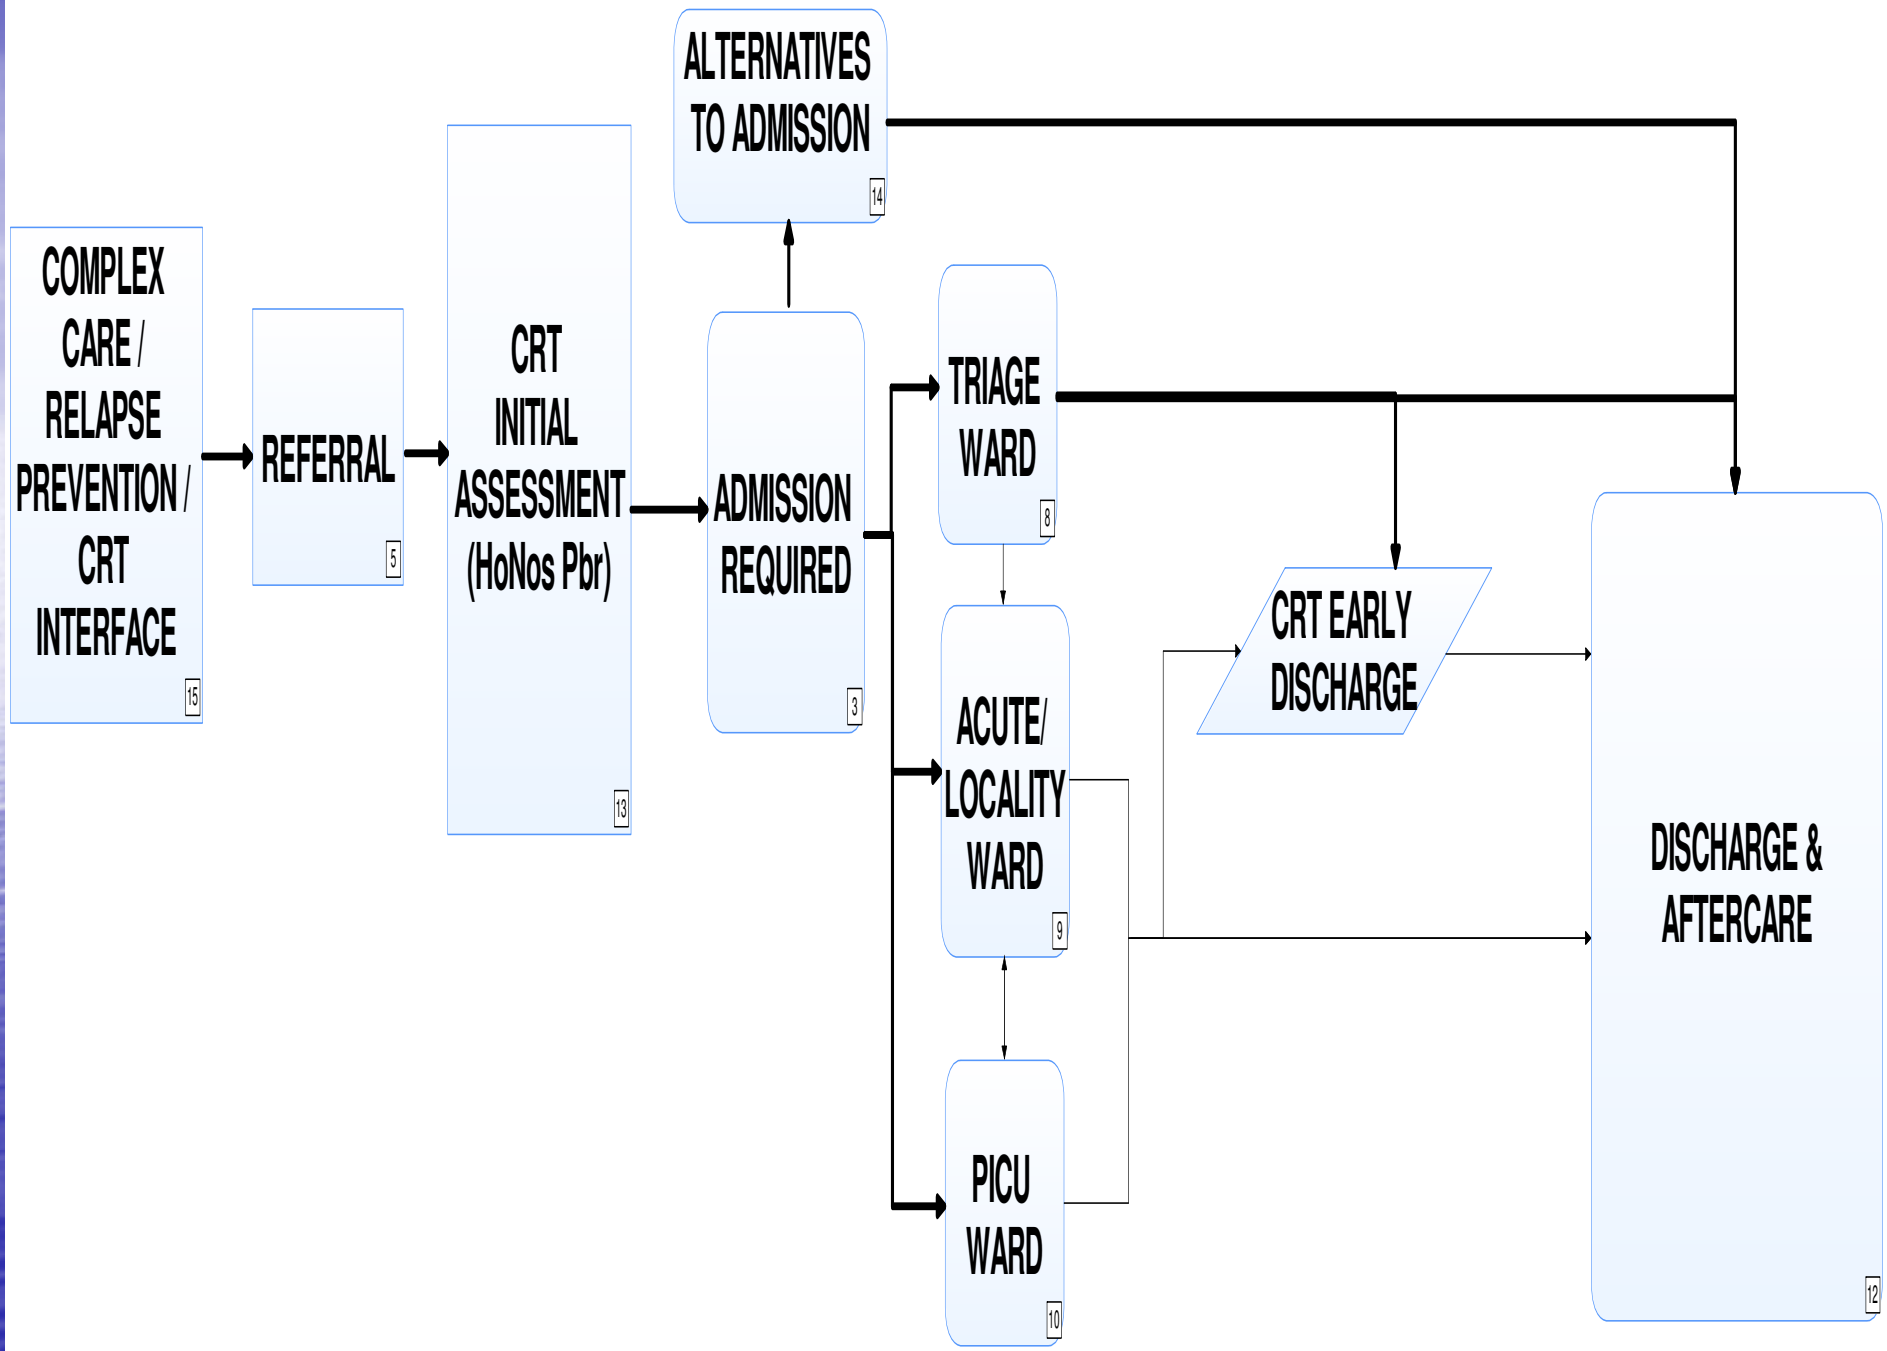 COMPLEX
CARE /
RELAPSE
PREVENTION /
CRT
INTERFACE
15
REFERRAL
5
CRT
INITIAL
ASSESSMENT
(HoNos Pbr)
13
ALTERNATIVES
TO ADMISSION
14
ADMISSION
REQUIRED
3
TRIAGE
WARD
8
ACUTE/
LOCALITY
WARD
9
PICU
WARD
10
CRT EARLY
DISCHARGE
DISCHARGE &
AFTERCARE
12